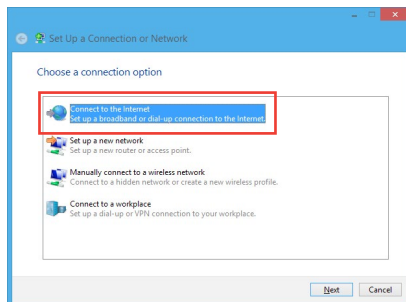 Set Up a Connection or Network
Choose a connection option
Connect to the Internet
Set up a broadband or dial-up connection to the Internet.
Set up a new network
Set up a new router or access point.
Manually connect to a wireless network
Connect to a hidden network or create a new wireless profile.
Connect to a workplace
Set up a dial-up or VPN connection to your workplace.
Next Cancel